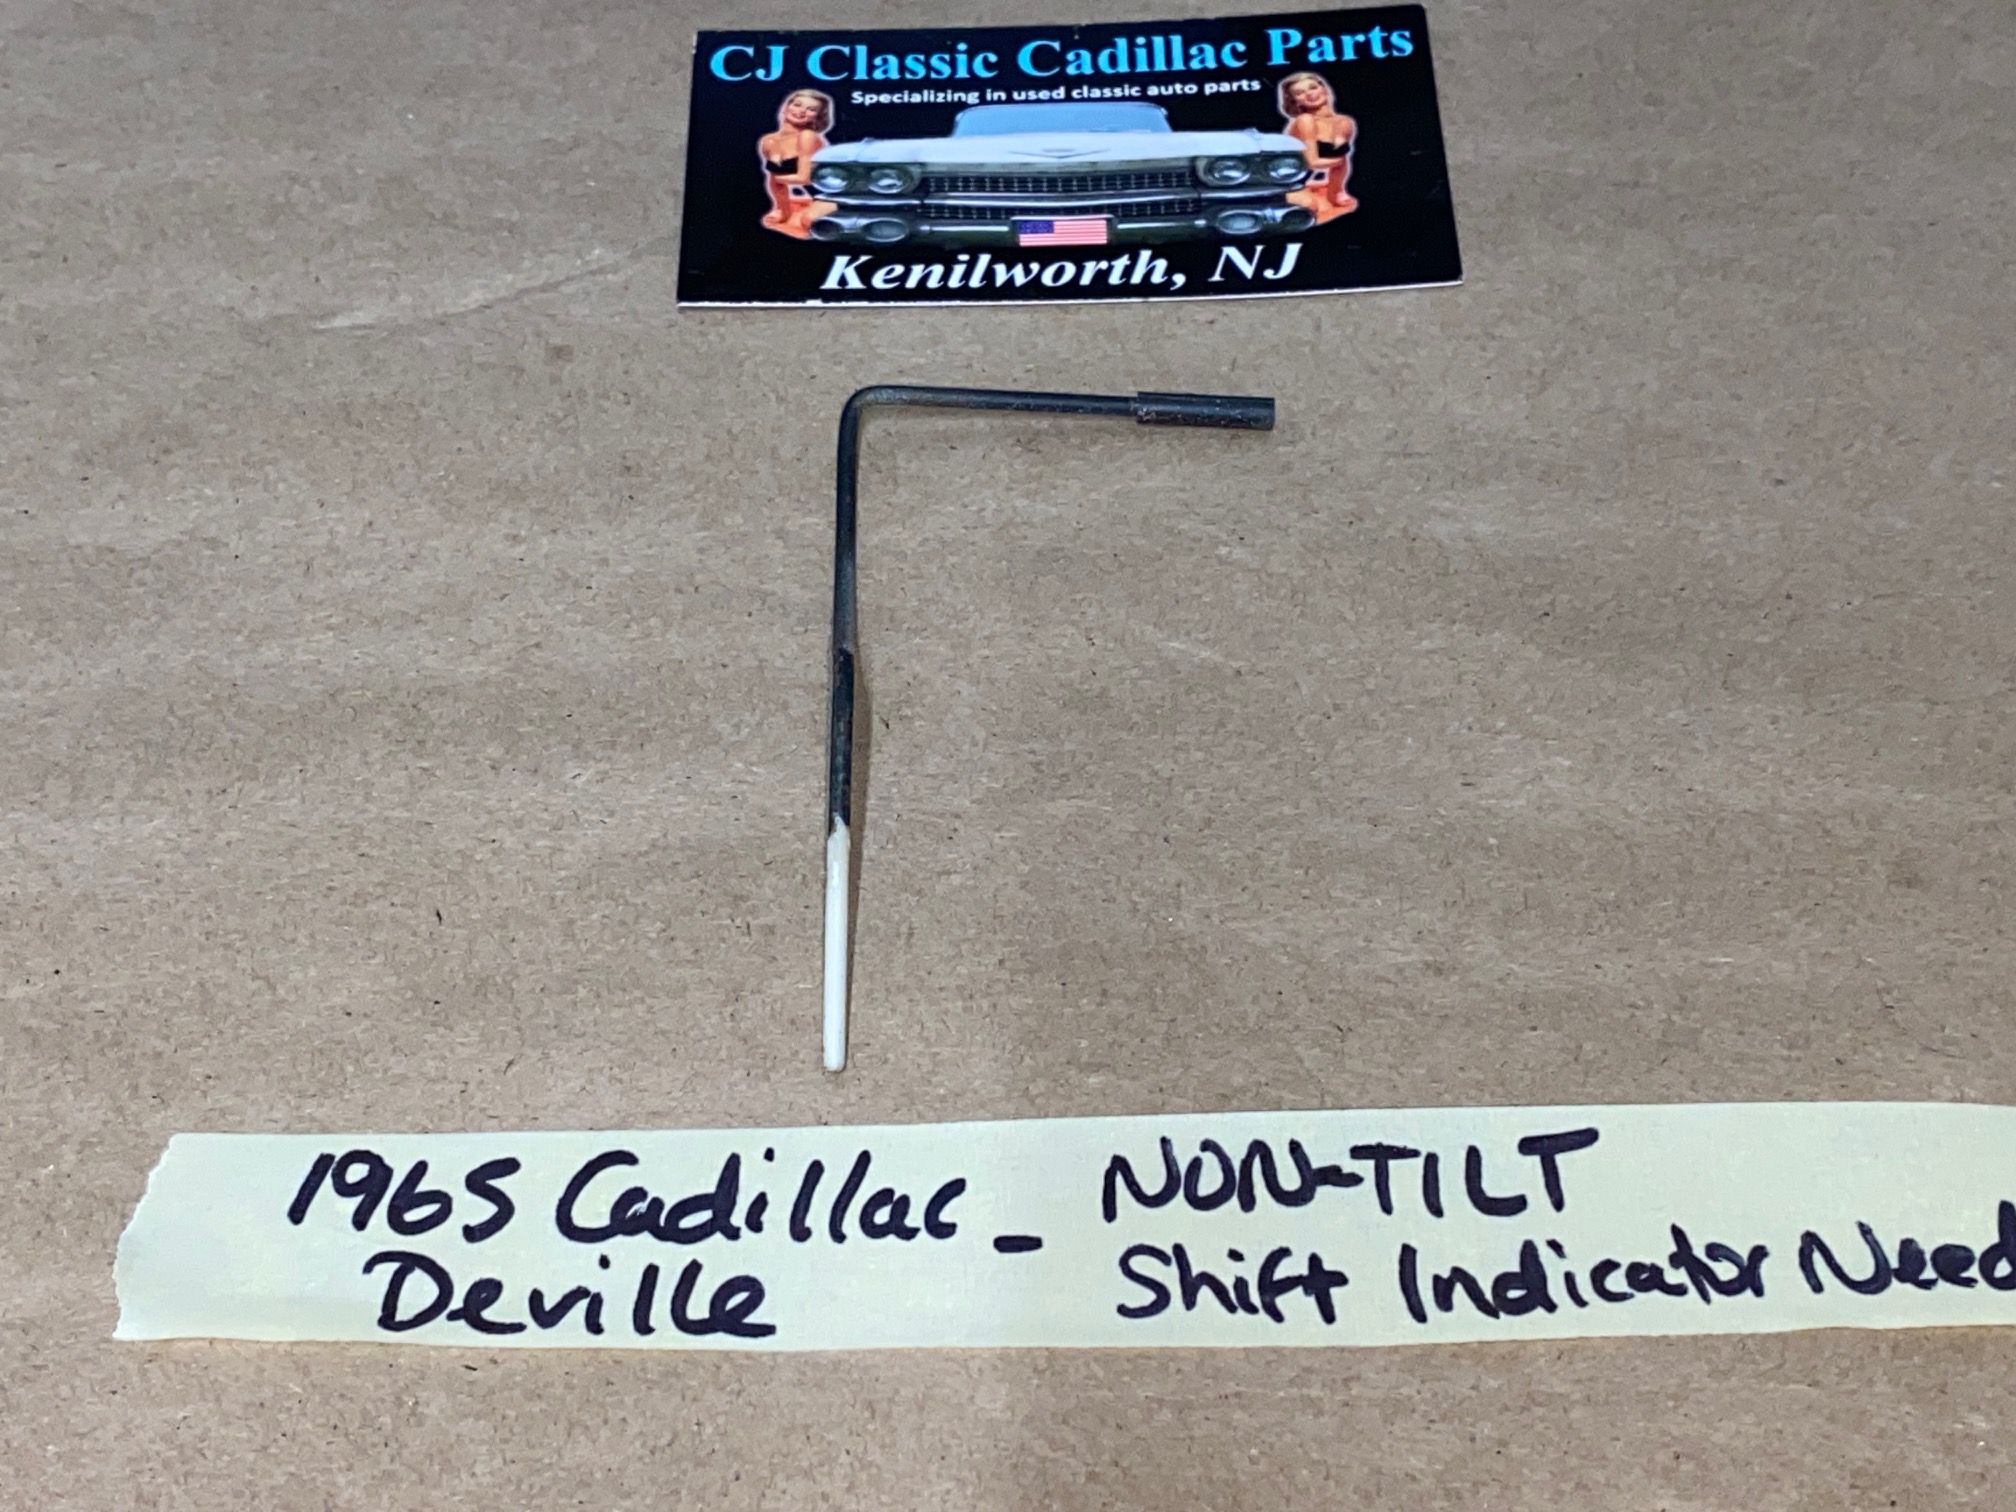 CJ Classic Cadillac Parts
Specializing in used classic auto parts
Kenilworth, NJ
1965 Cadillac - NON-TILT
Deville Shift Indicator Need